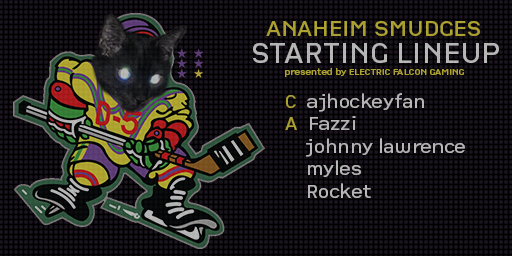 ANAHEIM SMUDGES
STARTING LINEUP
presented by ELECTRIC FALCON GAMING
C ajhockeyfan
A Fazzi
johnny lawrence
myles
Rocket
D-5